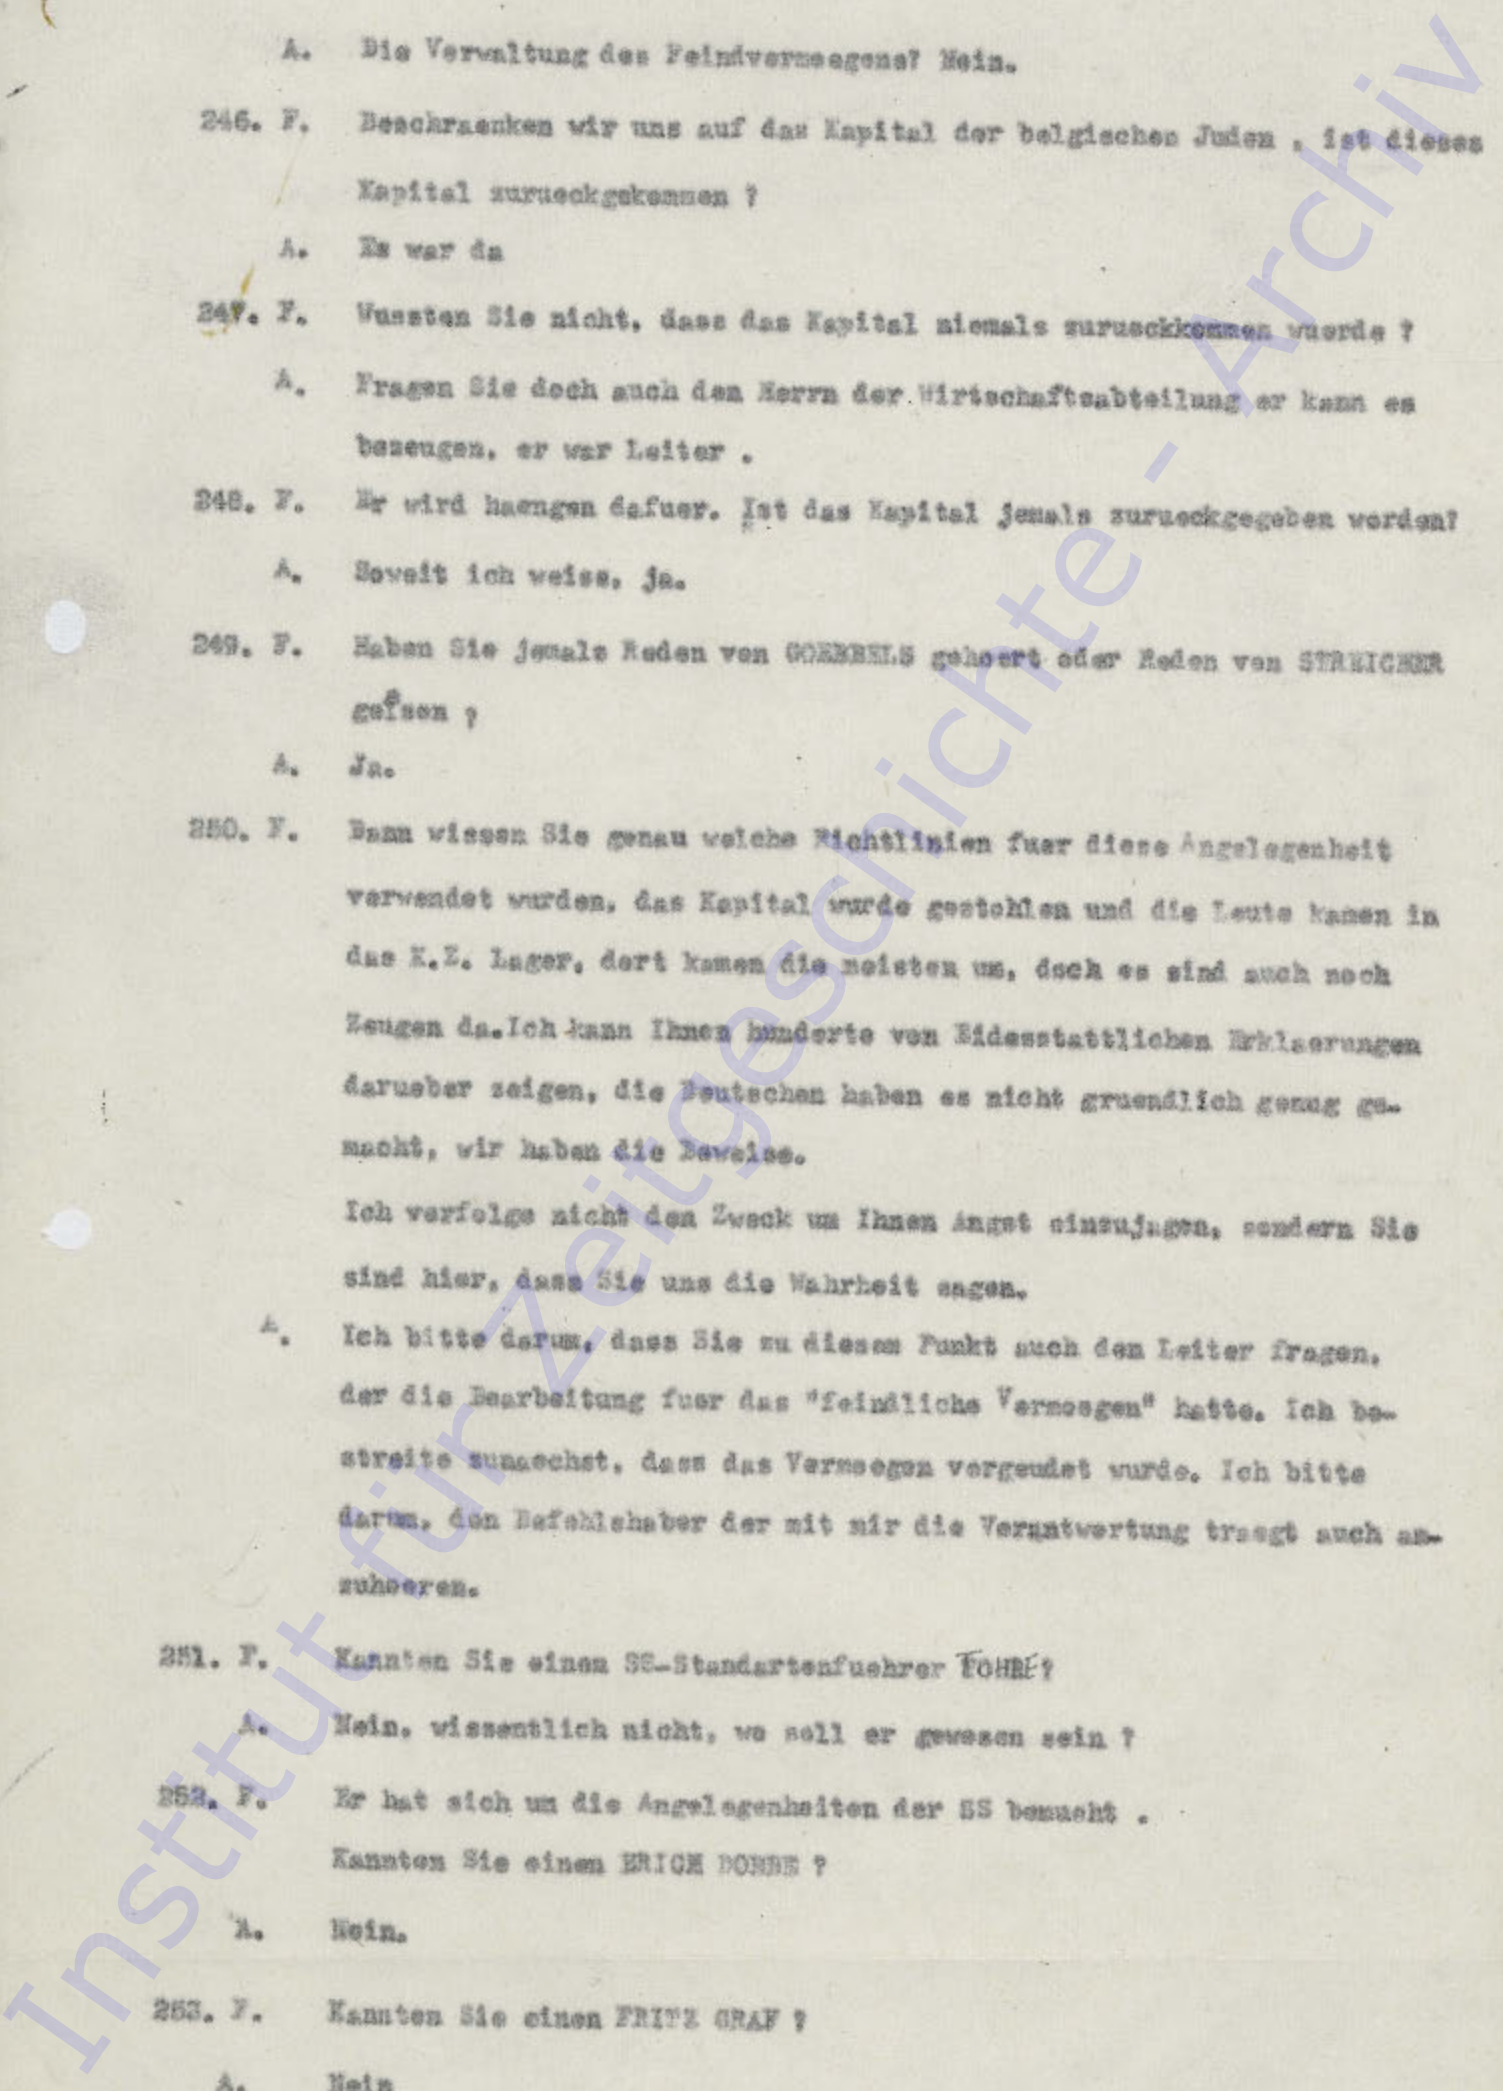 A. Die Verwaltung des Feindvermoegens? Nein.
246. F. Beschraenken wir uns auf das Kapital der belgischen Juden , ist dieses
Kapital zurueckgekommen ?
A. Es war da
247. F. Wussten Sie nicht, dass das Kapital niemals zurueckkommen wuerde ?
A. Fragen Sie doch auch den Herrn der Wirtschaftsabteilung er kann es
bezeugen, er war Leiter .
248. F. Er wird haengen dafuer. Ist das Kapital jemals zurueckgegeben worden?
A. Soweit ich weiss, ja.
249. F. Haben Sie jemals Reden von GOEBBELS gehoert oder Reden von STREICHER
gelesen ?
A. Ja.
250. F. Dann wissen Sie genau welche Richtlinien fuer diese Angelegenheit
verwendet wurden, das Kapital wurde gestohlen und die Leute kamen in
das K.Z. Lager, dort kamen die meisten um, doch es sind auch noch
Zeugen da.Ich kann Ihnen hunderte von Eidesstattlichen Erklaerungen
darueber zeigen, die Deutschen haben es nicht gruendlich genug ge-
macht, wir haben die Beweise.
Ich verfolge nicht den Zweck um Ihnen Angst einzujagen, sondern Sie
sind hier, dass Sie uns die Wahrheit sagen.
A. Ich bitte darum, dass Sie zu diesem Punkt auch den Leiter fragen,
der die Bearbeitung fuer das "feindliche Vermoegen" hatte. Ich be-
streite zunaechst, dass das Vermoegen vergeudet wurde. Ich bitte
darum, den Befehlshaber der mit mir die Verantwortung traegt auch an-
zuhoeren.
251. F. Kannten Sie einen SS-Standartenfuehrer ?
A. Nein, wissentlich nicht, wo soll er gewesen sein ?
252. F. Er hat sich um die Angelegenheiten der SS bemueht .
Kannten Sie einen ERICH ?
A. Nein.
253. F. Kannten Sie einen FRITZ GRAF ?
A. Nein
Institut für Zeitgeschichte - Archiv